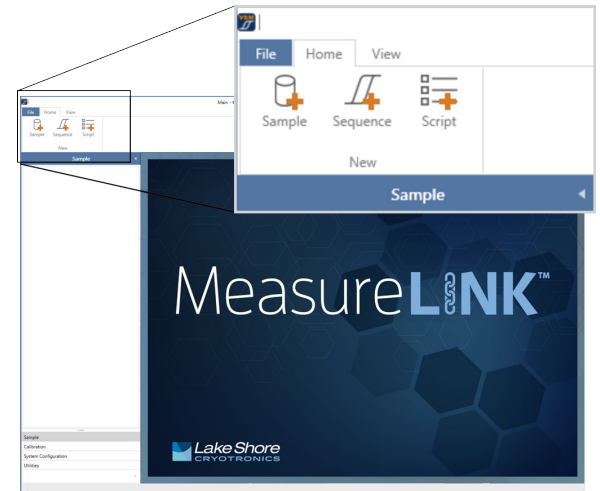 VSM
File Home View
Sample Sequence Script
New
Sample
Main - 
File Home View
Sample Sequence Script
New
Sample
MeasureLINK™
Lake Shore
CRYOTRONICS
Sample
Calibration
System Configuration
Utilities